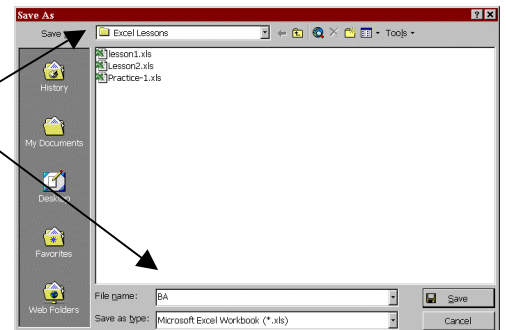 Save As
Save
Excel Lessons
Tools
lesson1.xls
Lesson2.xls
Practice-1.xls
History
My Documents
Desktop
Favorites
Web Folders
File name:
BA
Save
Save as type:
Microsoft Excel Workbook (*.xls)
Cancel